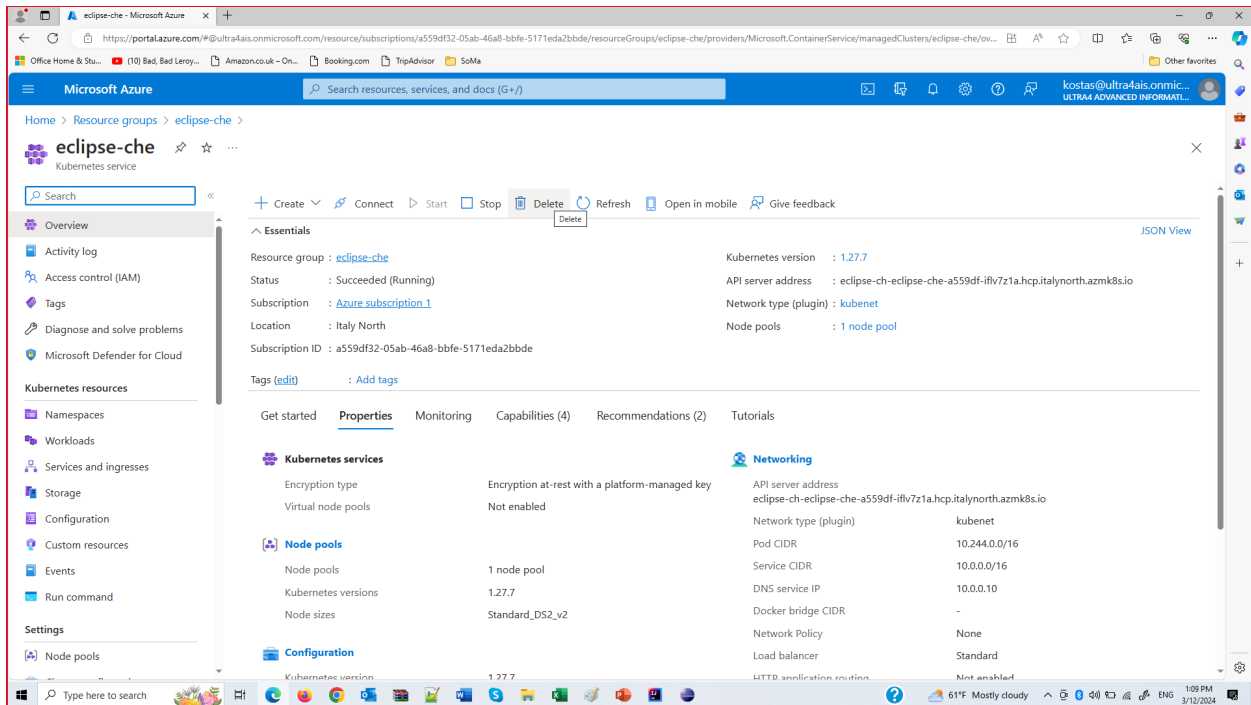 eclipse-che - Microsoft Azure
https://portal.azure.com/#@ultra4ais.onmicrosoft.com/resource/subscriptions/a559df32-05ab-46a8-bbfe-5171eda2bbde/resourceGroups/eclipse-che/providers/Microsoft.ContainerService/managedClusters/eclipse-che/ov...
Office Home & Stu... (10) Bad, Bad Leroy... Amazon.co.uk – On... Booking.com TripAdvisor SoMa Other favorites
Microsoft Azure Search resources, services, and docs (G+/) kostas@ultra4ais.onmic...
ULTRA4 ADVANCED INFORMATI...
Home > Resource groups > eclipse-che >
eclipse-che ...
Kubernetes service
Search «
Create Connect Start Stop Delete Refresh Open in mobile Give feedback
Delete
Overview
Activity log
Access control (IAM)
Tags
Diagnose and solve problems
Microsoft Defender for Cloud
Kubernetes resources
Namespaces
Workloads
Services and ingresses
Storage
Configuration
Custom resources
Events
Run command
Settings
Node pools
Essentials JSON View
Resource group : eclipse-che
Status : Succeeded (Running)
Subscription : Azure subscription 1
Location : Italy North
Subscription ID : a559df32-05ab-46a8-bbfe-5171eda2bbde
Kubernetes version : 1.27.7
API server address : eclipse-ch-eclipse-che-a559df-iflv7z1a.hcp.italynorth.azmk8s.io
Network type (plugin) : kubenet
Node pools : 1 node pool
Tags (edit) : Add tags
Get started Properties Monitoring Capabilities (4) Recommendations (2) Tutorials
Kubernetes services
Encryption type Encryption at-rest with a platform-managed key
Virtual node pools Not enabled
Node pools
Node pools 1 node pool
Kubernetes versions 1.27.7
Node sizes Standard_DS2_v2
Configuration
Kubernetes version 1.27.7
Networking
API server address
eclipse-ch-eclipse-che-a559df-iflv7z1a.hcp.italynorth.azmk8s.io
Network type (plugin) kubenet
Pod CIDR 10.244.0.0/16
Service CIDR 10.0.0.0/16
DNS service IP 10.0.0.10
Docker bridge CIDR -
Network Policy None
Load balancer Standard
HTTP application routing Not enabled
Type here to search 61°F Mostly cloudy ENG 1:09 PM
3/12/2024